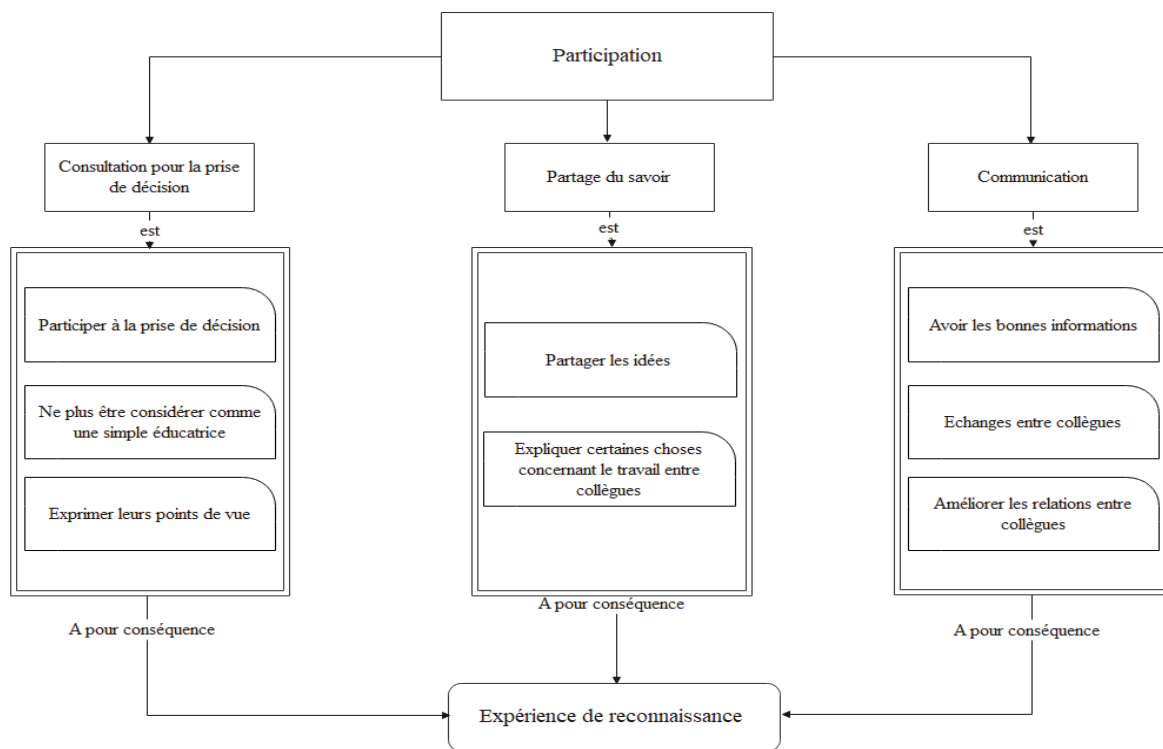 Participation
Consultation pour la prise
de décision
Partage du savoir
Communication
est
est
est
Participer à la prise de décision
Ne plus être considérer comme
une simple éducatrice
Exprimer leurs points de vue
Partager les idées
Expliquer certaines choses
concernant le travail entre
collègues
Avoir les bonnes informations
Echanges entre collègues
Améliorer les relations entre
collègues
A pour conséquence
A pour conséquence
A pour conséquence
Expérience de reconnaissance